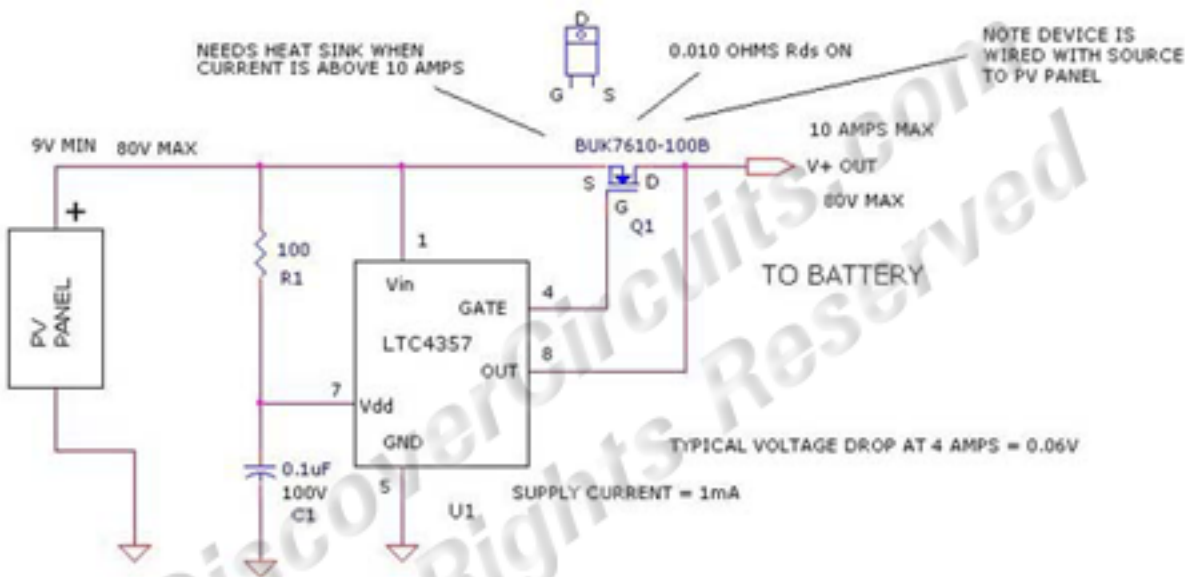 D
NEEDS HEAT SINK WHEN
CURRENT IS ABOVE 10 AMPS
G S
0.010 OHMS Rds ON
NOTE DEVICE IS
WIRED WITH SOURCE
TO PV PANEL
9V MIN 80V MAX
BUK7610-100B
10 AMPS MAX
S D
G
Q1
V+ OUT
80V MAX
+
PV
PANEL
100
R1
1
Vin
GATE
4
LTC4357
OUT
8
7
Vdd
GND
5
U1
TO BATTERY
0.1uF
100V
C1
TYPICAL VOLTAGE DROP AT 4 AMPS = 0.06V
SUPPLY CURRENT = 1mA
DiscoverCircuits.com
Rights Reserved